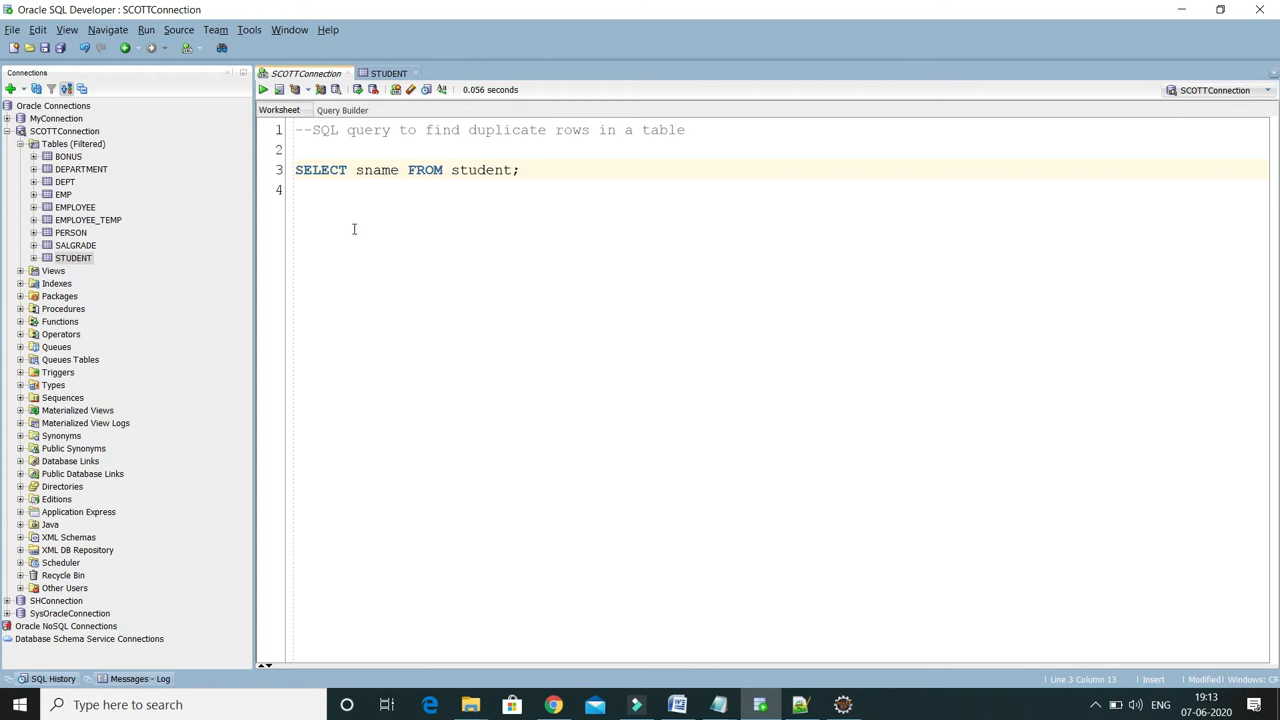 Oracle SQL Developer : SCOTTConnection
File Edit View Navigate Run Source Team Tools Window Help
Connections
Oracle Connections
MyConnection
SCOTTConnection
Tables (Filtered)
BONUS
DEPARTMENT
DEPT
EMP
EMPLOYEE
EMPLOYEE_TEMP
PERSON
SALGRADE
STUDENT
Views
Indexes
Packages
Procedures
Functions
Operators
Queues
Queues Tables
Triggers
Types
Sequences
Materialized Views
Materialized View Logs
Synonyms
Public Synonyms
Database Links
Public Database Links
Directories
Editions
Application Express
Java
XML Schemas
XML DB Repository
Scheduler
Recycle Bin
Other Users
SHConnection
SysOracleConnection
Oracle NoSQL Connections
Database Schema Service Connections
SCOTTConnection STUDENT
0.056 seconds SCOTTConnection
Worksheet Query Builder
1 --SQL query to find duplicate rows in a table
2
3 SELECT sname FROM student;
4
SQL History Messages - Log Line 3 Column 13 Insert Modified Windows: CR
Type here to search ENG 19:13
07-06-2020